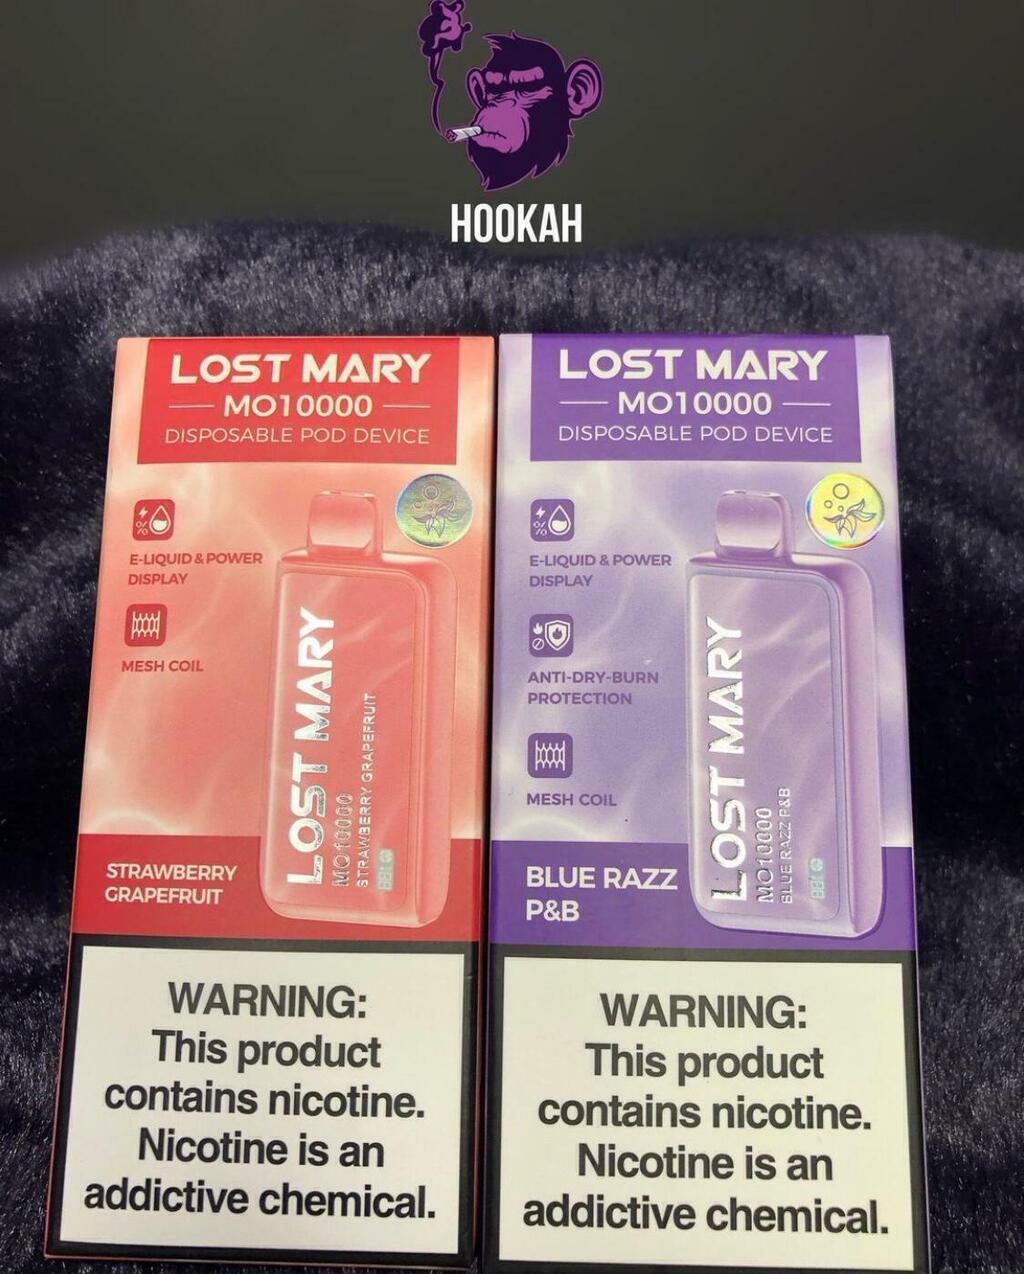 HOOKAH
LOST MARY
MO10000
DISPOSABLE POD DEVICE
E-LIQUID & POWER
DISPLAY
MESH COIL
LOST MARY
MO10000
STRAWBERRY GRAPEFRUIT
STRAWBERRY
GRAPEFRUIT
WARNING:
This product
contains nicotine.
Nicotine is an
addictive chemical.
LOST MARY
MO10000
DISPOSABLE POD DEVICE
E-LIQUID & POWER
DISPLAY
ANTI-DRY-BURN
PROTECTION
MESH COIL
LOST MARY
MO10000
BLUE RAZZ P&B
BLUE RAZZ
P&B
WARNING:
This product
contains nicotine.
Nicotine is an
addictive chemical.